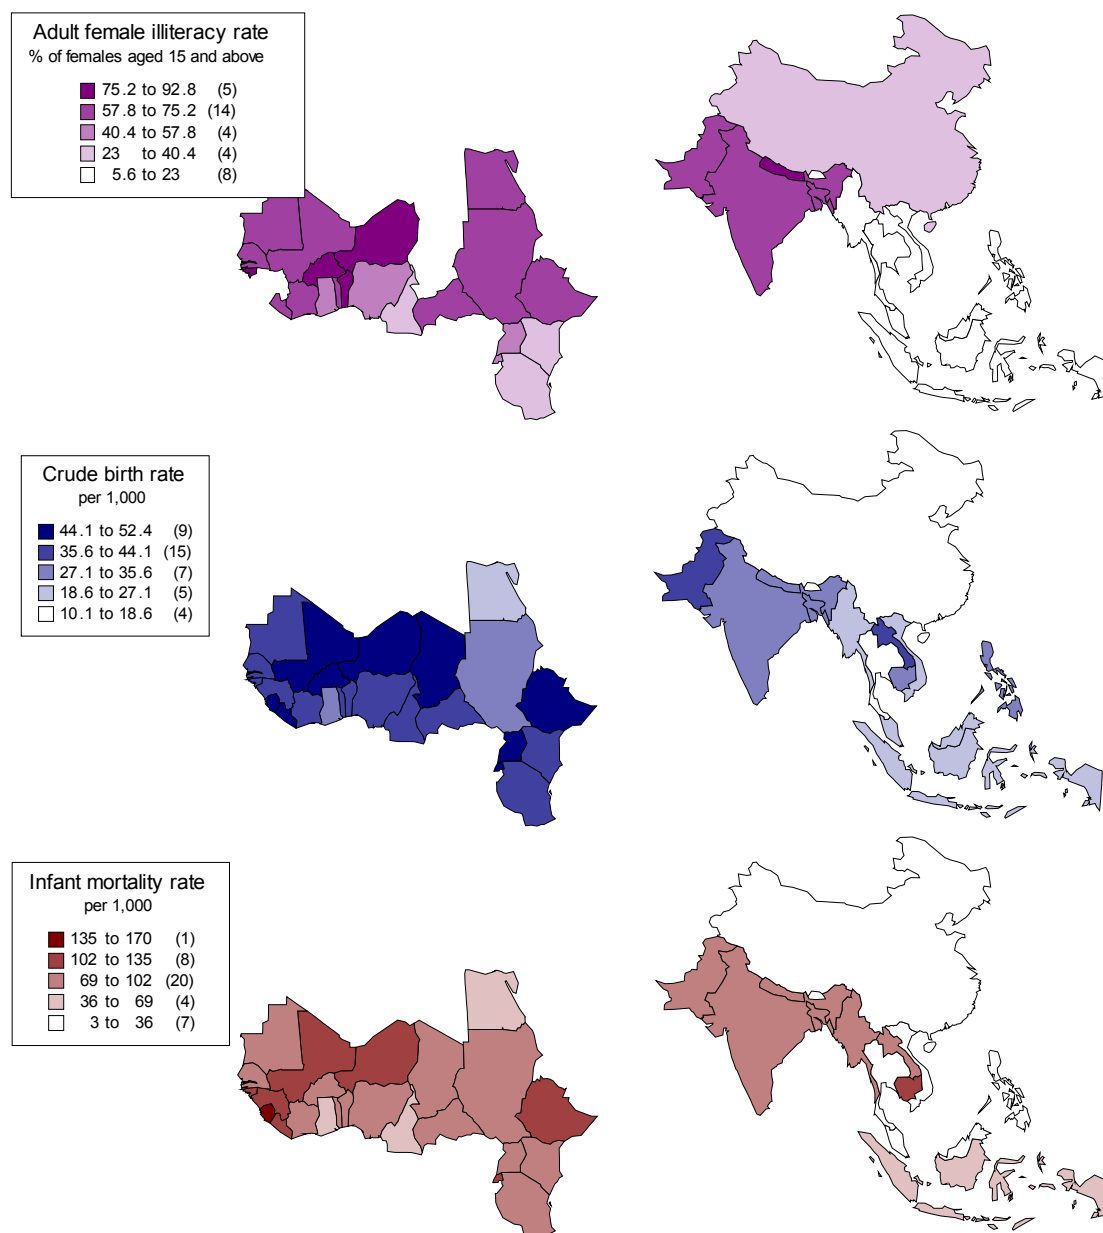 Adult female illiteracy rate
% of females aged 15 and above
75.2 to 92.8 (5)
57.8 to 75.2 (14)
40.4 to 57.8 (4)
23 to 40.4 (4)
5.6 to 23 (8)
Crude birth rate
per 1,000
44.1 to 52.4 (9)
35.6 to 44.1 (15)
27.1 to 35.6 (7)
18.6 to 27.1 (5)
10.1 to 18.6 (4)
Infant mortality rate
per 1,000
135 to 170 (1)
102 to 135 (8)
69 to 102 (20)
36 to 69 (4)
3 to 36 (7)